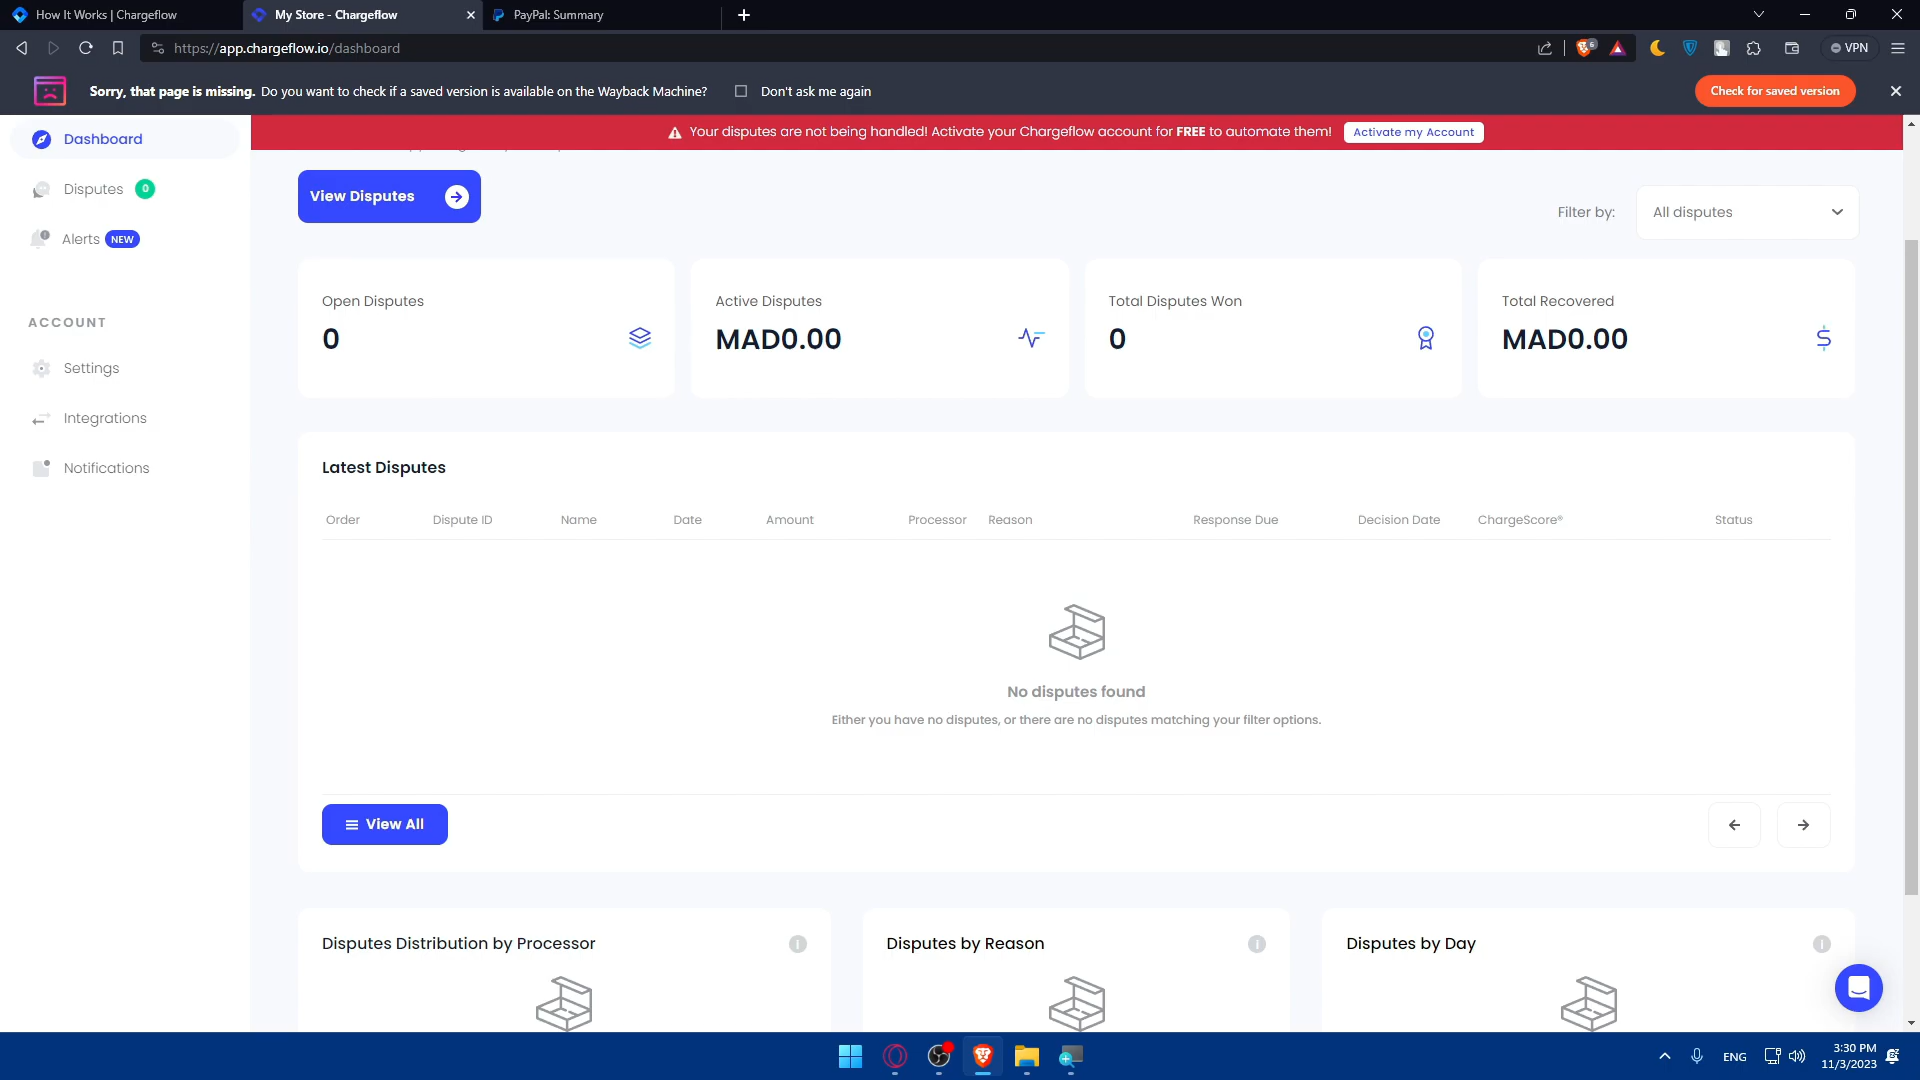 How It Works | Chargeflow
My Store - Chargeflow
PayPal: Summary
https://app.chargeflow.io/dashboard
6
VPN
Sorry, that page is missing. Do you want to check if a saved version is available on the Wayback Machine?
Don't ask me again
Check for saved version
Your disputes are not being handled! Activate your Chargeflow account for FREE to automate them!
Activate my Account
Dashboard
Disputes 0
Alerts NEW
ACCOUNT
Settings
Integrations
Notifications
View Disputes
Filter by:
All disputes
Open Disputes
0
Active Disputes
MAD0.00
Total Disputes Won
0
Total Recovered
MAD0.00
Latest Disputes
Order Dispute ID Name Date Amount Processor Reason Response Due Decision Date ChargeScore® Status
No disputes found
Either you have no disputes, or there are no disputes matching your filter options.
View All
Disputes Distribution by Processor
Disputes by Reason
Disputes by Day
ENG
3:30 PM
11/3/2023